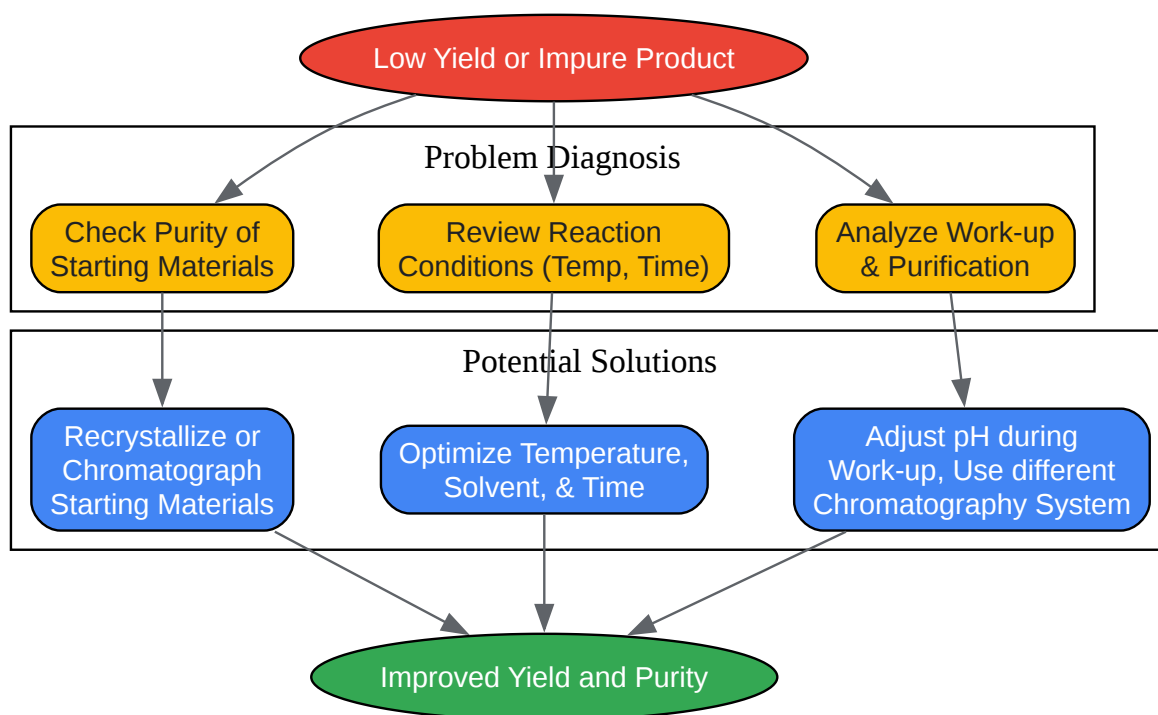 Low Yield or Impure Product
Problem Diagnosis
Check Purity of
Starting Materials
Review Reaction
Conditions (Temp, Time)
Analyze Work-up
& Purification
Potential Solutions
Recrystallize or
Chromatograph
Starting Materials
Optimize Temperature,
Solvent, & Time
Adjust pH during
Work-up, Use different
Chromatography System
Improved Yield and Purity